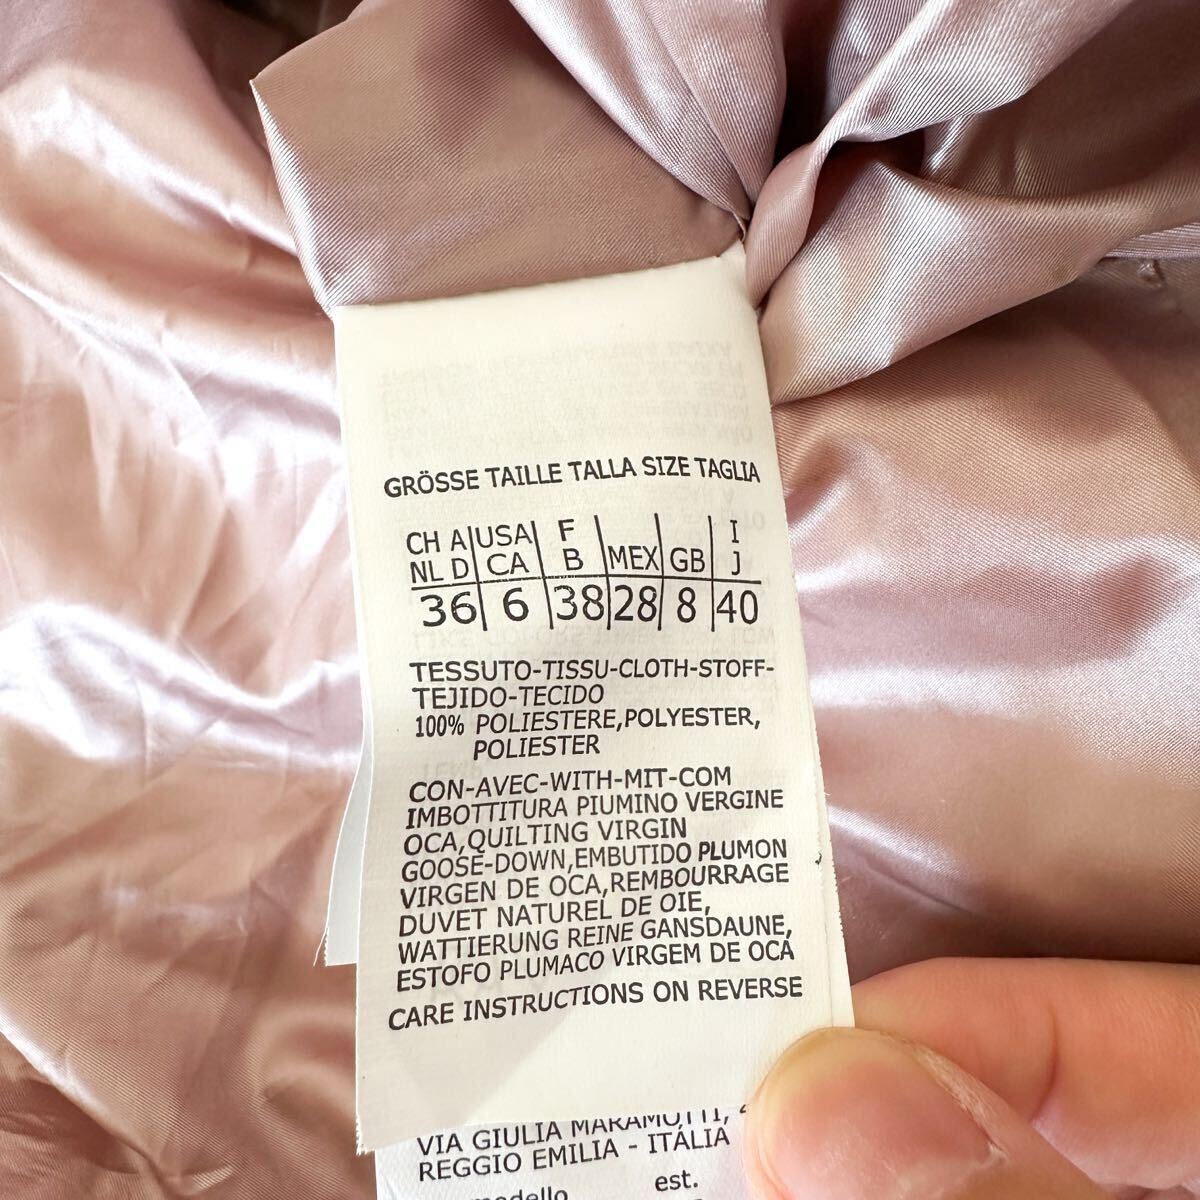 GRÖSSE TAILLE TALLA SIZE TAGLIA
CH A USA F MEX GB I
NL D CA B J
36 6 38 28 8 40
TESSUTO-TISSU-CLOTH-STOFF-
TEJIDO-TECIDO
100% POLIESTERE,POLYESTER,
POLIESTER
CON-AVEC-WITH-MIT-COM
IMBOTTITURA PIUMINO VERGINE
OCA,QUILTING VIRGIN
GOOSE-DOWN,EMBUTIDO PLUMON
VIRGEN DE OCA,REMBOURRAGE
DUVET NATUREL DE OIE,
WATTIERUNG REINE GANSDAUNE,
ESTOFO PLUMACO VIRGEM DE OCA
CARE INSTRUCTIONS ON REVERSE
VIA GIULIA MARAMOTTI,
REGGIO EMILIA - ITALIA
modello est.